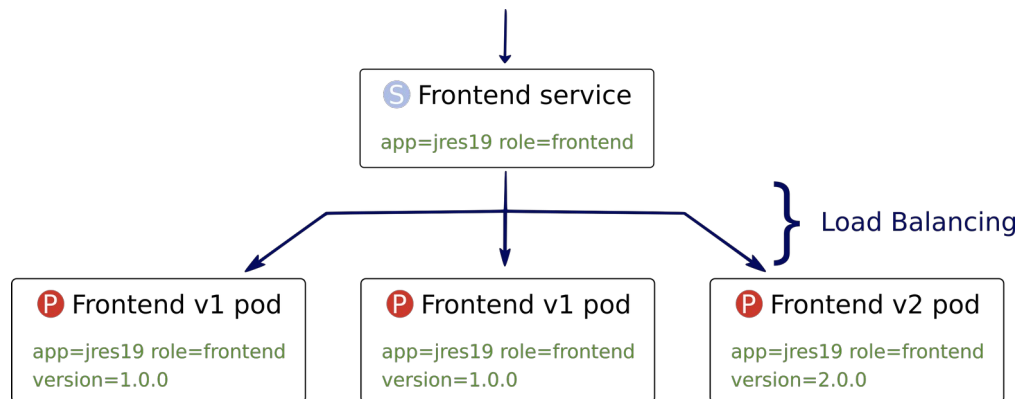 S Frontend service
app=jres19 role=frontend
Load Balancing
P Frontend v1 pod
app=jres19 role=frontend
version=1.0.0
P Frontend v1 pod
app=jres19 role=frontend
version=1.0.0
P Frontend v2 pod
app=jres19 role=frontend
version=2.0.0